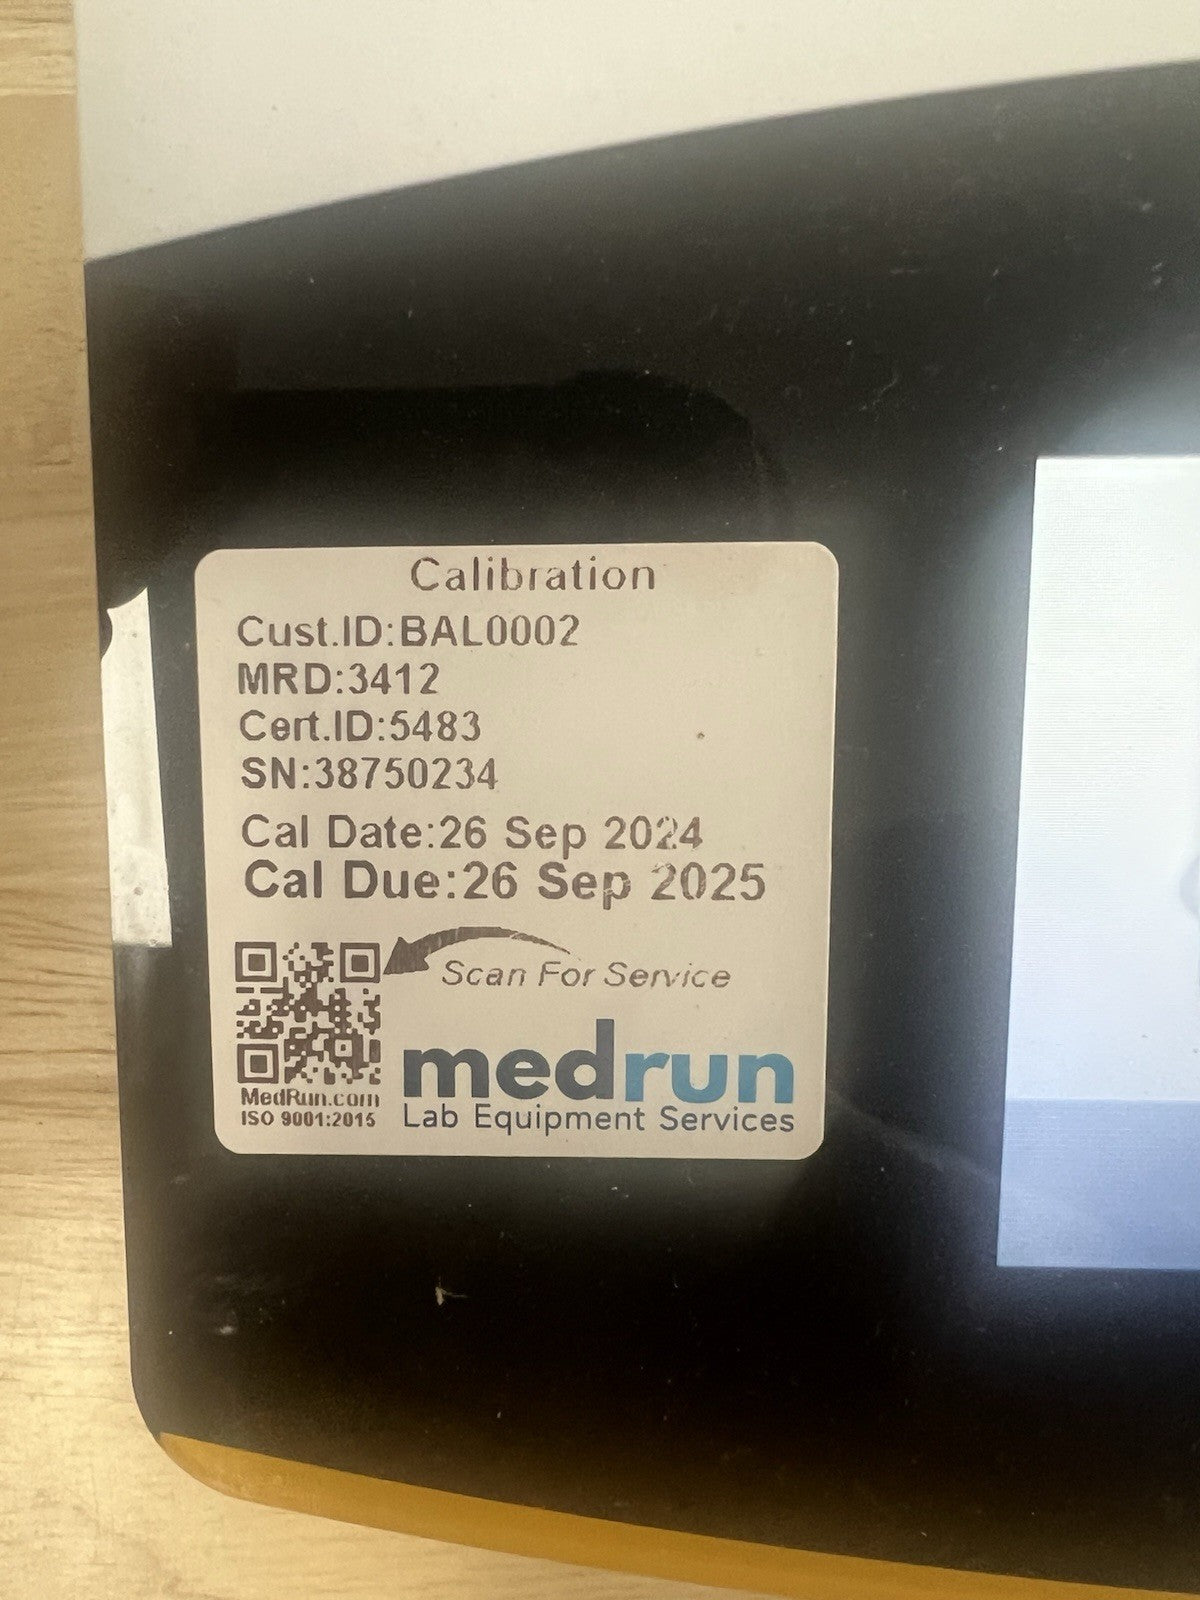 Calibration
Cust.ID:BAL0002
MRD:3412
Cert.ID:5483
SN:38750234
Cal Date:26 Sep 2024
Cal Due:26 Sep 2025
Scan For Service
medrun
Lab Equipment Services
MedRun.com
ISO 9001:2015